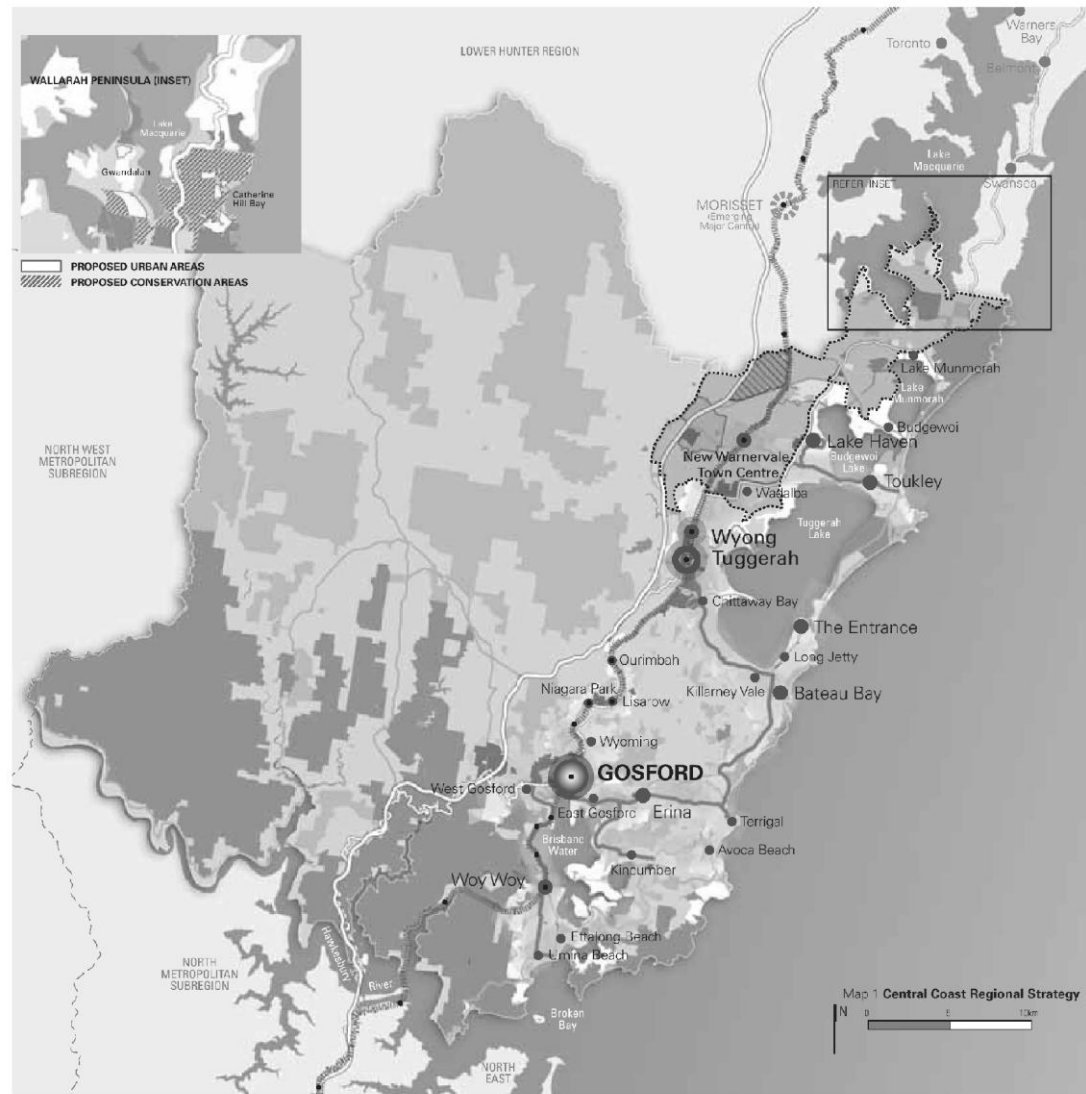 WALLARAH PENINSULA (INSET)
Lake
Macquarie
Gwandalan
Catherine
Hill Bay
PROPOSED URBAN AREAS
PROPOSED CONSERVATION AREAS
LOWER HUNTER REGION
Toronto
Warners
Bay
Belmont
Lake
Macquarie
REFER INSET
Swansea
MORISSET
(Emerging
Major Centre)
Lake Munmorah
Lake
Munmorah
Budgewoi
Lake Haven
Budgewoi
Lake
New Warnervale
Town Centre
Toukley
Wadalba
NORTH WEST
METROPOLITAN
SUBREGION
Tuggerah
Lake
Wyong
Tuggerah
Chittaway Bay
The Entrance
Long Jetty
Ourimbah
Killarney Vale
Bateau Bay
Niagara Park
Lisarow
Wyoming
GOSFORD
West Gosford
East Gosford
Erina
Terrigal
Brisbane
Water
Avoca Beach
Kincumber
Woy Woy
Ettalong Beach
Umina Beach
Hawkesbury
River
NORTH
METROPOLITAN
SUBREGION
Broken
Bay
NORTH
EAST
Map 1 Central Coast Regional Strategy
N
0 5 10km